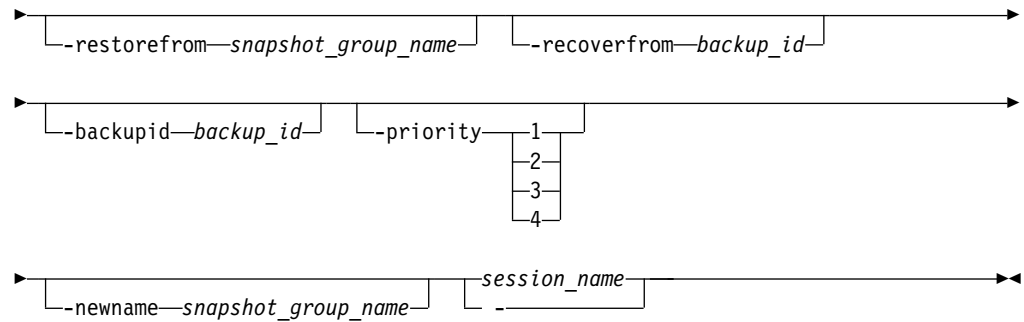 -restorefrom snapshot_group_name -recoverfrom backup_id
-backupid backup_id -priority 1
2
3
4
session_name
-newname snapshot_group_name -